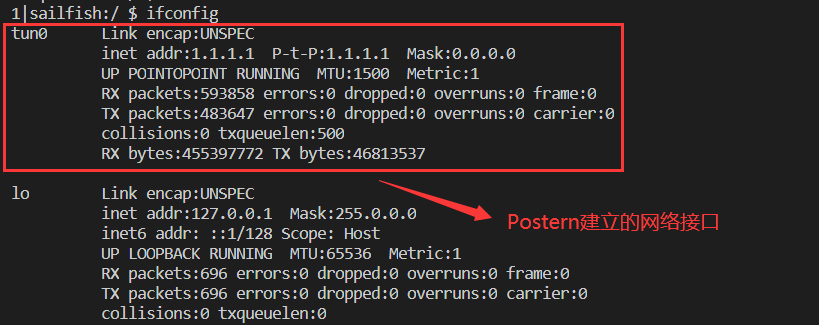 1|sailfish:/ $ ifconfig
tun0      Link encap:UNSPEC
          inet addr:1.1.1.1  P-t-P:1.1.1.1  Mask:0.0.0.0
          UP POINTOPOINT RUNNING  MTU:1500  Metric:1
          RX packets:593858 errors:0 dropped:0 overruns:0 frame:0
          TX packets:483647 errors:0 dropped:0 overruns:0 carrier:0
          collisions:0 txqueuelen:500
          RX bytes:455397772 TX bytes:46813537
lo        Link encap:UNSPEC
          inet addr:127.0.0.1  Mask:255.0.0.0
Postern建立的网络接口
          inet6 addr: ::1/128 Scope: Host
          UP LOOPBACK RUNNING  MTU:65536  Metric:1
          RX packets:696 errors:0 dropped:0 overruns:0 frame:0
          TX packets:696 errors:0 dropped:0 overruns:0 carrier:0
          collisions:0 txqueuelen:0